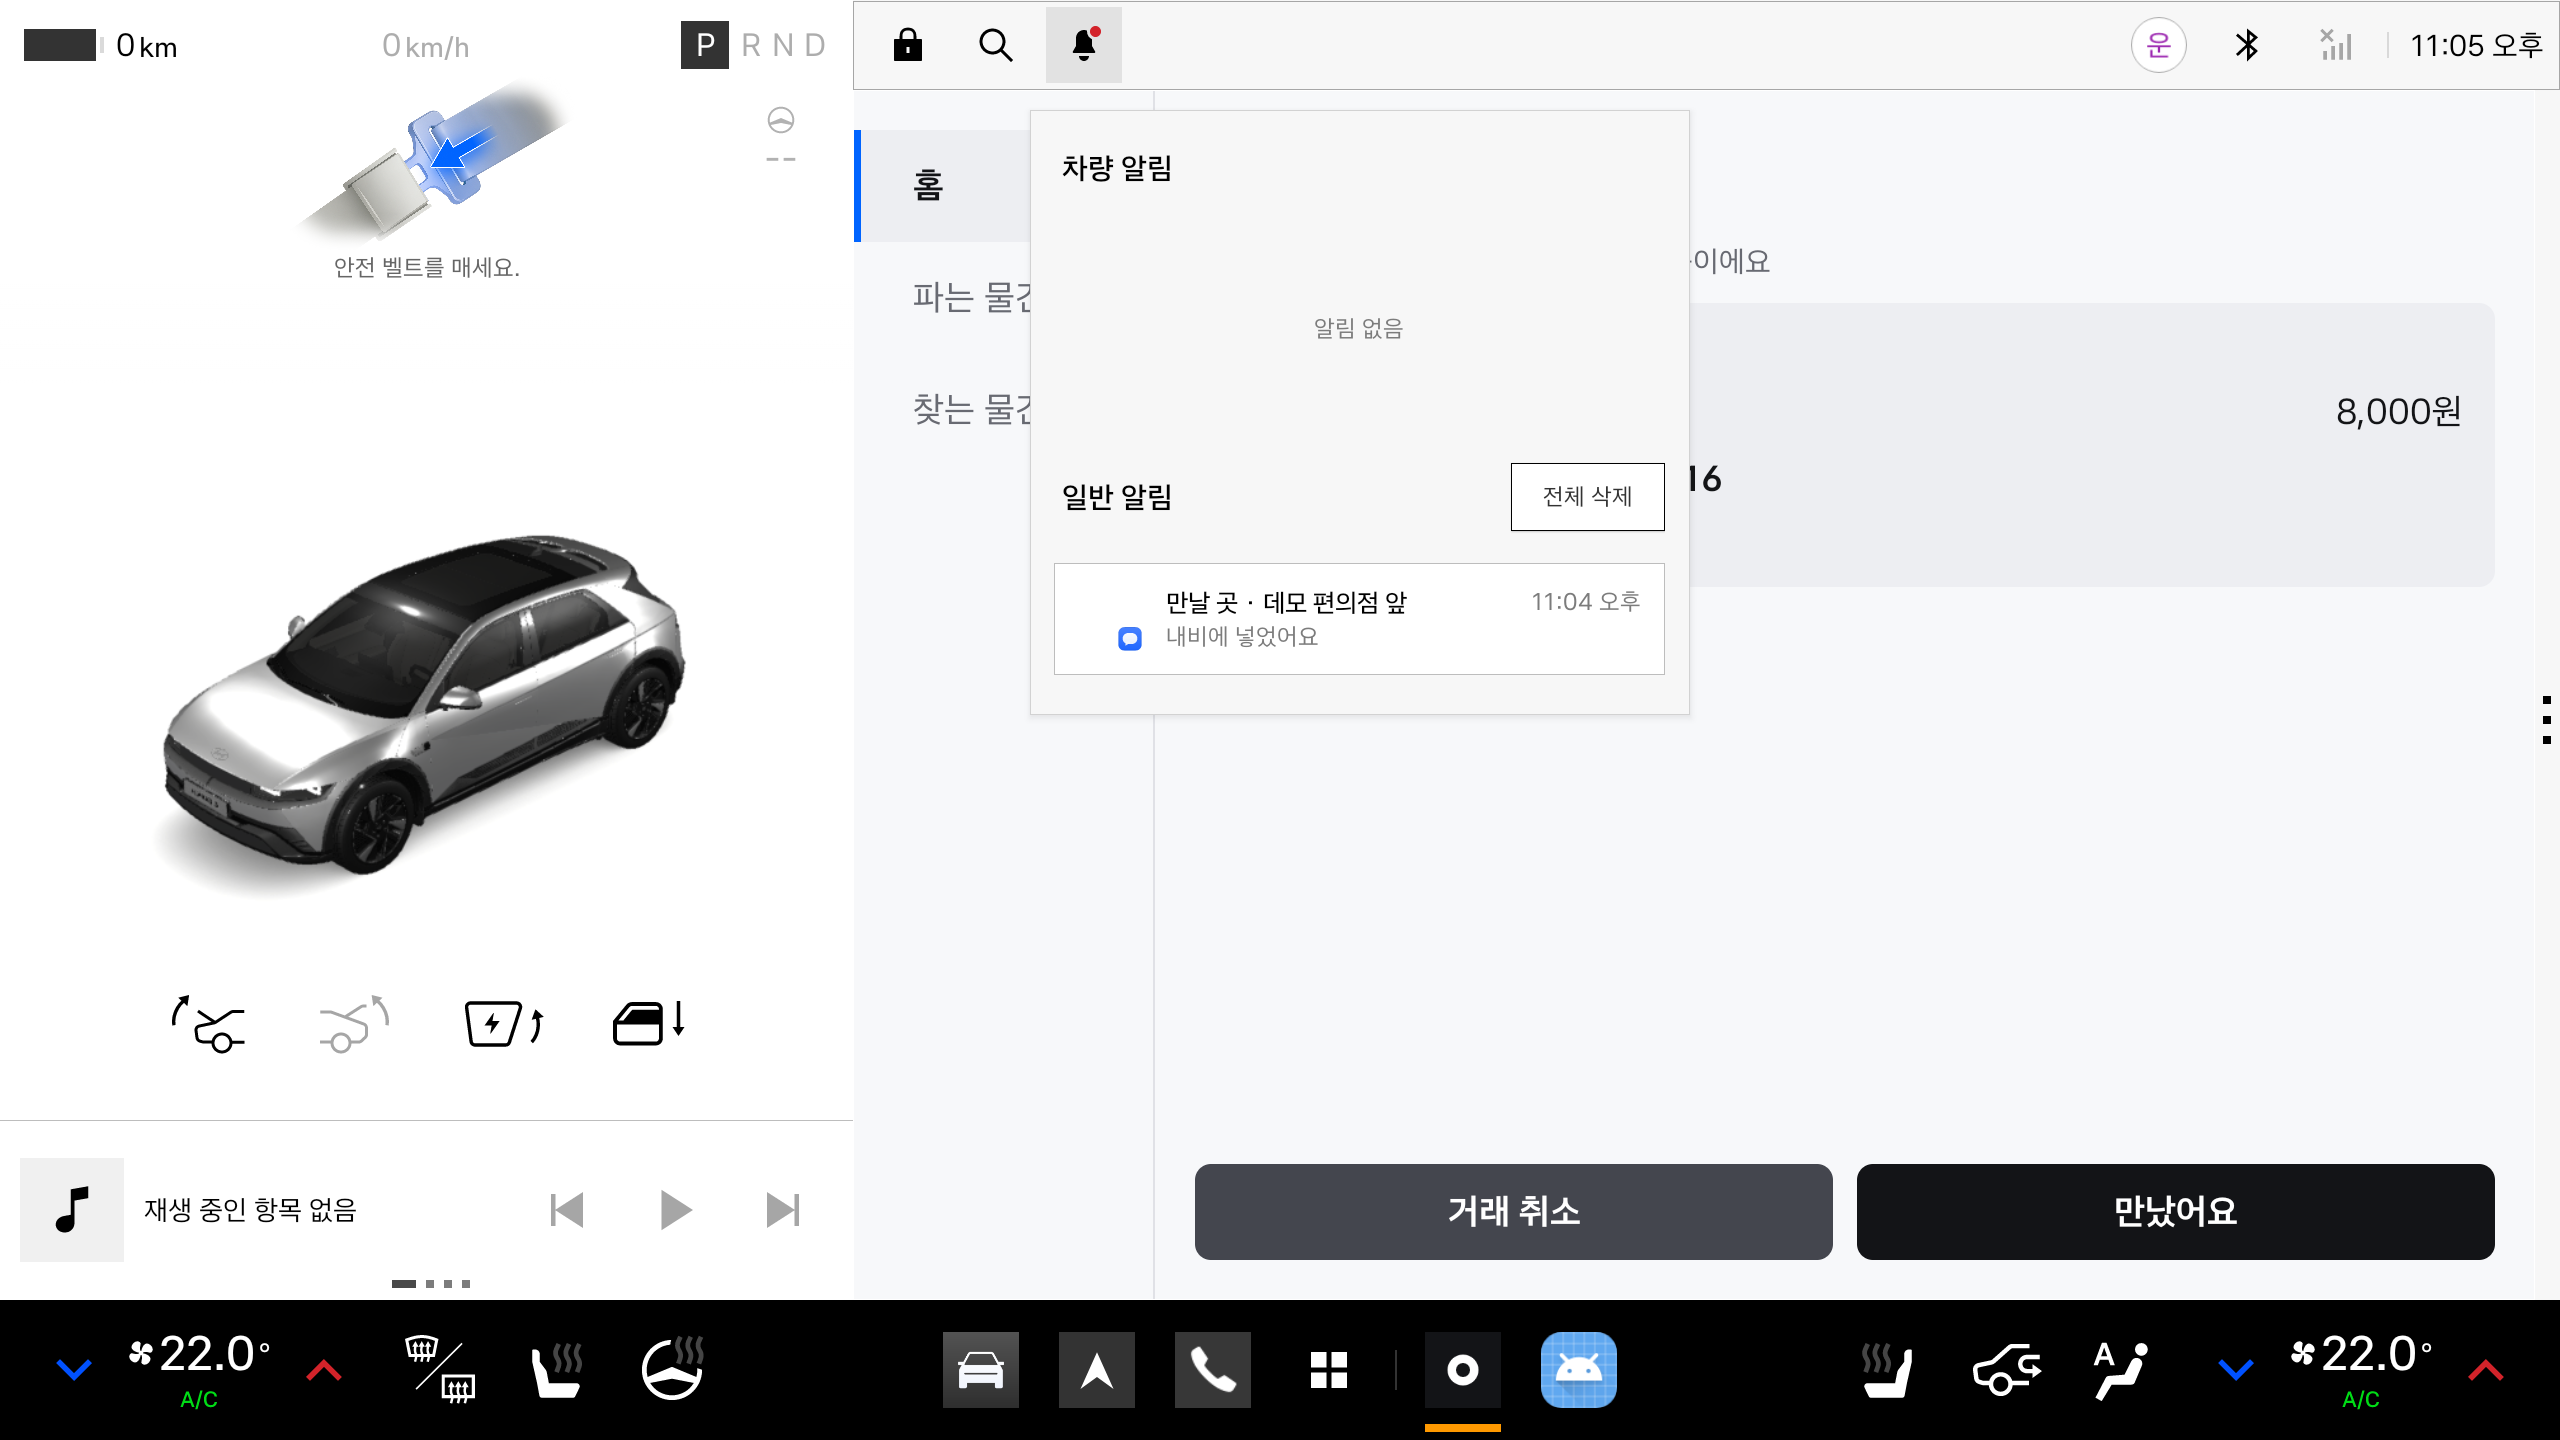 0 km
0 km/h
P R N D
운
11:05 오후
안전 벨트를 매세요.
홈
파는 물
찾는 물
차량 알림
알림 없음
이에요
8,000원
16
일반 알림
전체 삭제
만날 곳 · 데모 편의점 앞
11:04 오후
내비에 넣었어요
재생 중인 항목 없음
거래 취소
만났어요
22.0°
A/C
A
22.0°
A/C